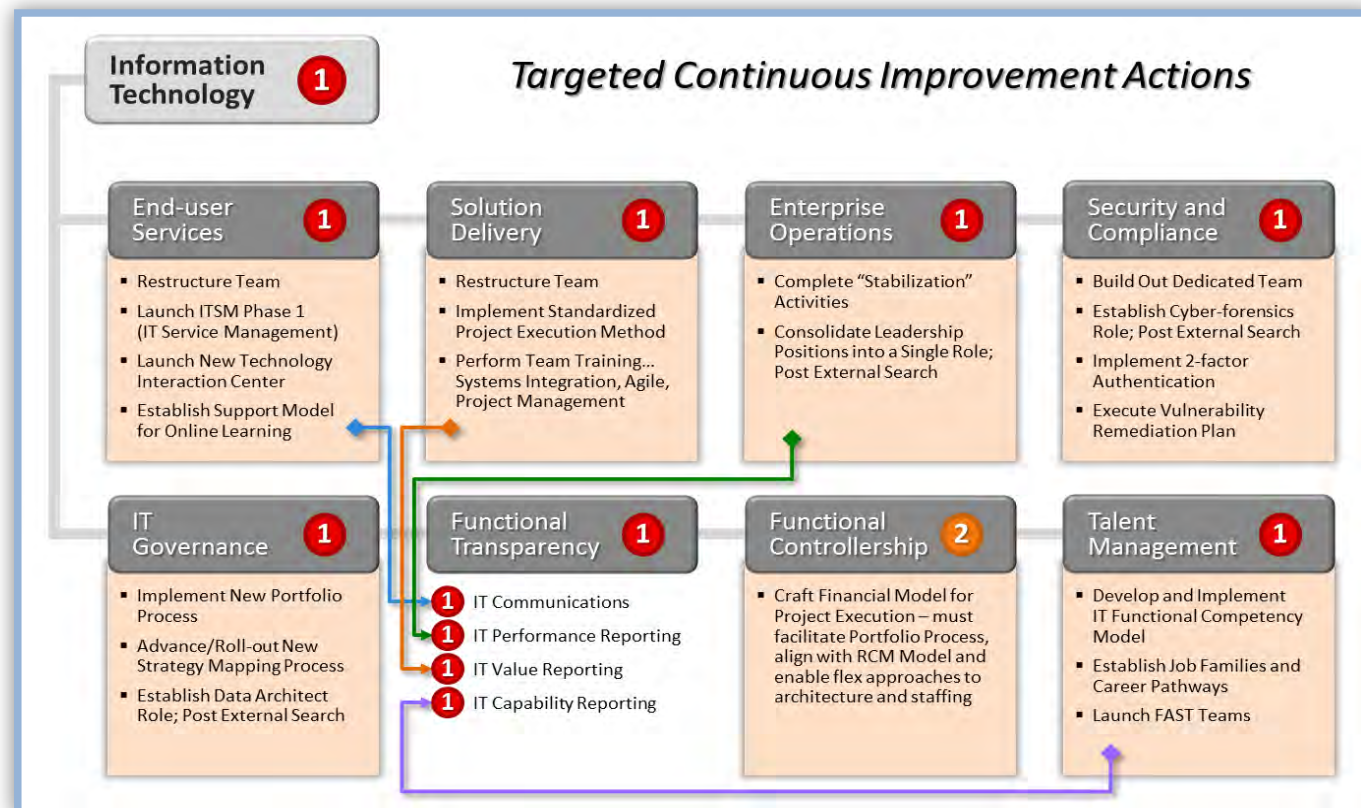 Information
Technology
1
Targeted Continuous Improvement Actions
End-user
Services
1
▪ Restructure Team
▪ Launch ITSM Phase 1
(IT Service Management)
▪ Launch New Technology
Interaction Center
▪ Establish Support Model
for Online Learning
Solution
Delivery
1
▪ Restructure Team
▪ Implement Standardized
Project Execution Method
▪ Perform Team Training...
Systems Integration, Agile,
Project Management
Enterprise
Operations
1
▪ Complete “Stabilization”
Activities
▪ Consolidate Leadership
Positions into a Single Role;
Post External Search
Security and
Compliance
1
▪ Build Out Dedicated Team
▪ Establish Cyber-forensics
Role; Post External Search
▪ Implement 2-factor
Authentication
▪ Execute Vulnerability
Remediation Plan
IT
Governance
1
▪ Implement New Portfolio
Process
▪ Advance/Roll-out New
Strategy Mapping Process
▪ Establish Data Architect
Role; Post External Search
Functional
Transparency
1
1 IT Communications
1 IT Performance Reporting
1 IT Value Reporting
1 IT Capability Reporting
Functional
Controllership
2
▪ Craft Financial Model for
Project Execution – must
facilitate Portfolio Process,
align with RCM Model and
enable flex approaches to
architecture and staffing
Talent
Management
1
▪ Develop and Implement
IT Functional Competency
Model
▪ Establish Job Families and
Career Pathways
▪ Launch FAST Teams